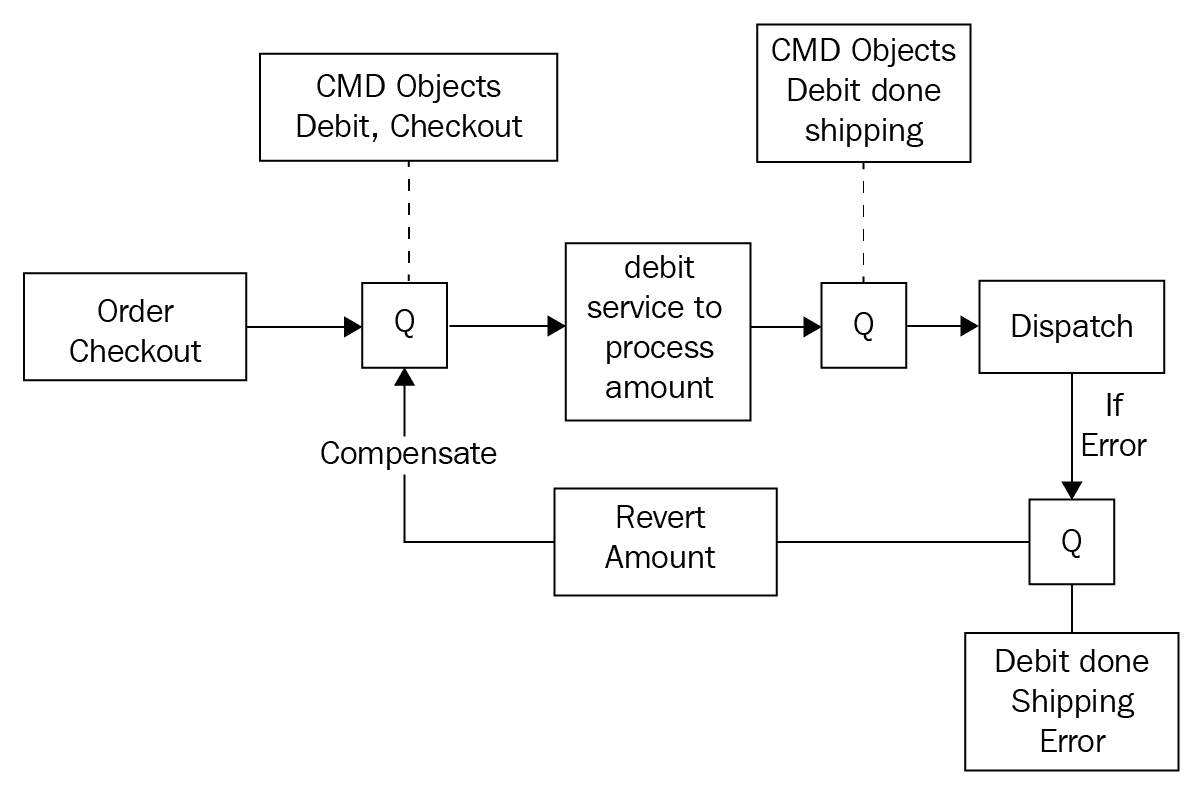 CMD Objects
Debit, Checkout
CMD Objects
Debit done
shipping
Order
Checkout
Q
debit
service to
process
amount
Q
Dispatch
If
Error
Compensate
Revert
Amount
Q
Debit done
Shipping
Error